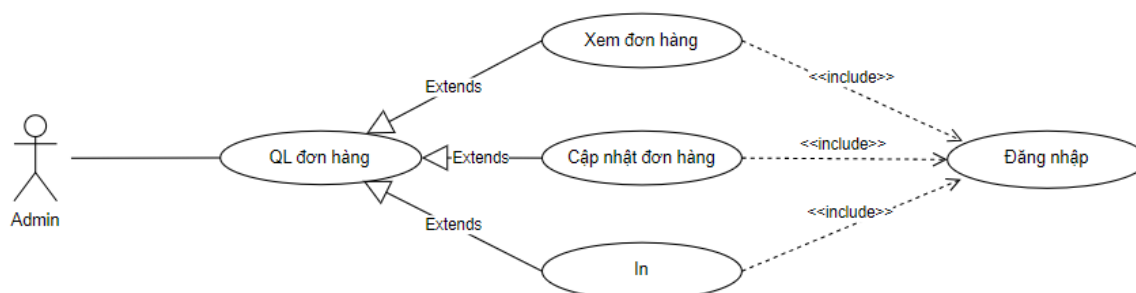 Xem đơn hàng
Extends
<<include>>
QL đơn hàng
Extends
Cập nhật đơn hàng
<<include>>
Đăng nhập
Admin
Extends
<<include>>
In